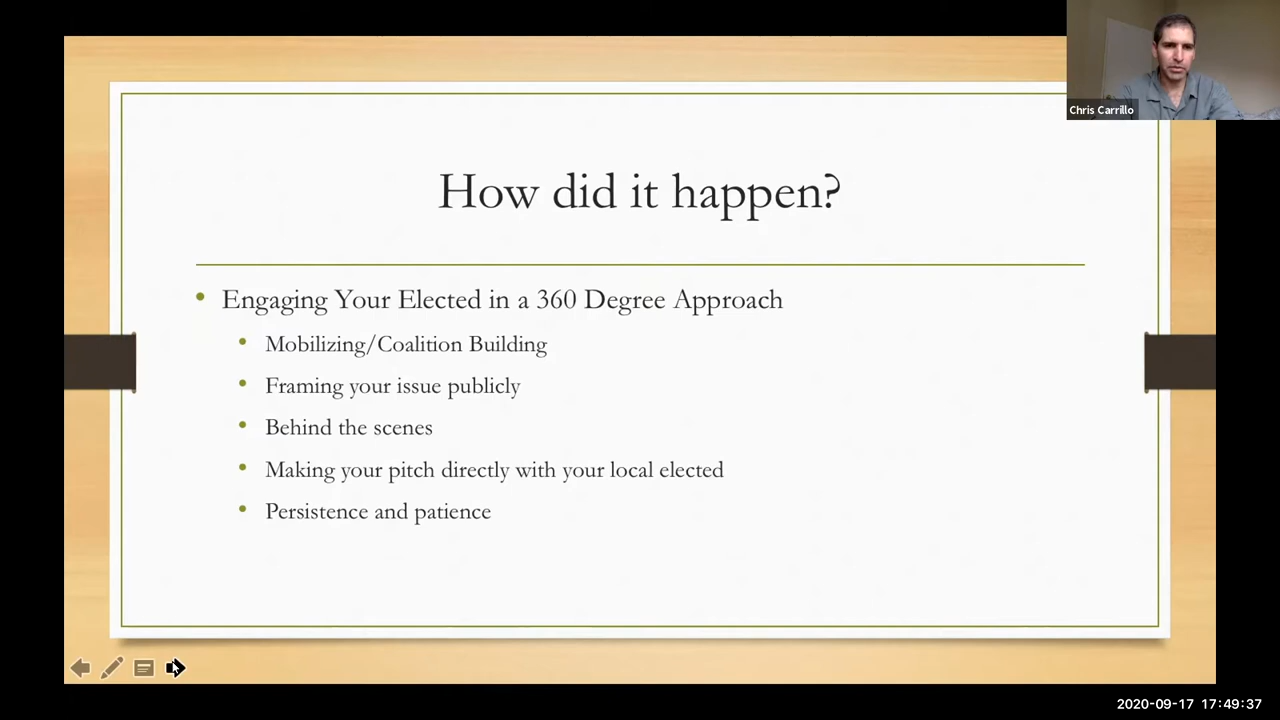 Chris Carrillo
How did it happen?
• Engaging Your Elected in a 360 Degree Approach
• Mobilizing/Coalition Building
• Framing your issue publicly
• Behind the scenes
• Making your pitch directly with your local elected
• Persistence and patience
2020-09-17 17:49:37